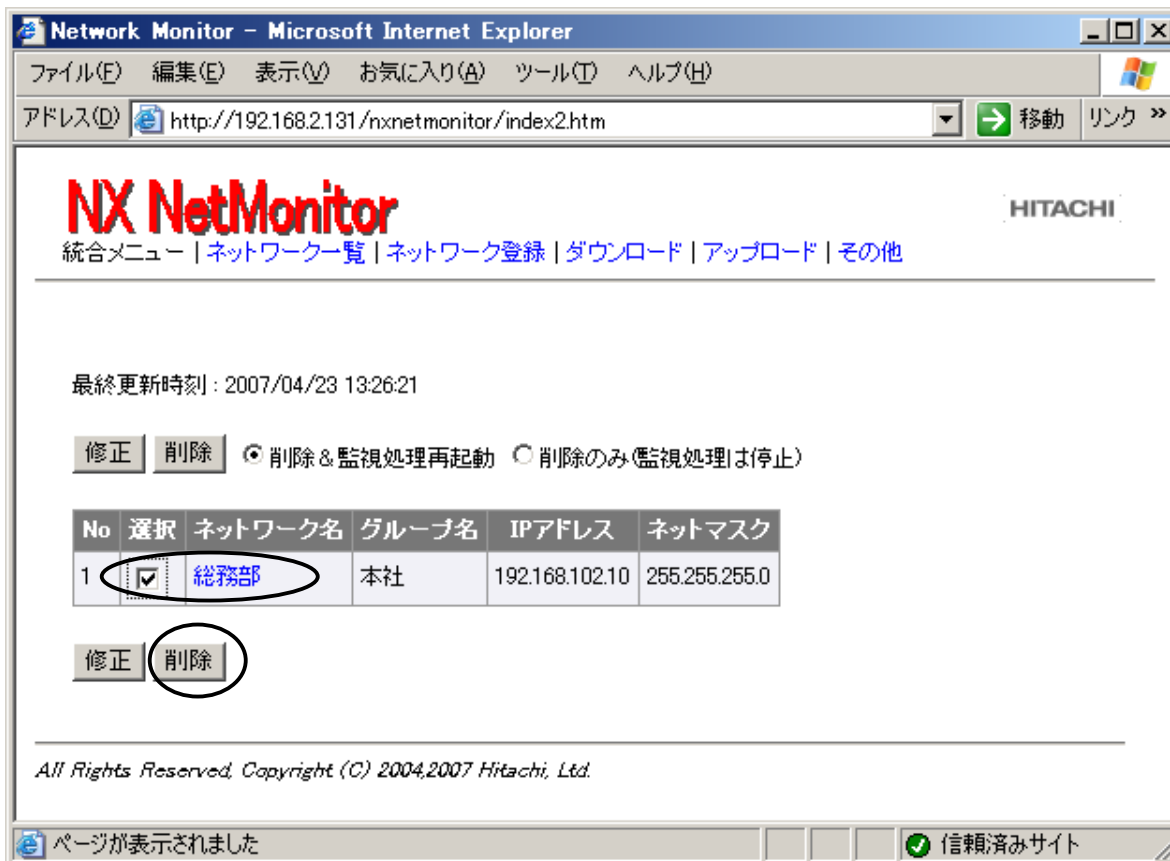 Network Monitor - Microsoft Internet Explorer
ファイル(F) 編集(E) 表示(V) お気に入り(A) ツール(T) ヘルプ(H)
アドレス(D) http://192.168.2.131/nxnetmonitor/index2.htm 移動 リンク »
NX NetMonitor
HITACHI
統合メニュー | ネットワーク一覧 | ネットワーク登録 | ダウンロード | アップロード | その他
最終更新時刻 : 2007/04/23 13:26:21
修正 削除 削除&監視処理再起動 削除のみ(監視処理は停止)
No 選択 ネットワーク名 グループ名 IPアドレス ネットマスク
1 総務部 本社 192.168.102.10 255.255.255.0
修正 削除
All Rights Reserved, Copyright (C) 2004,2007 Hitachi, Ltd.
ページが表示されました 信頼済みサイト